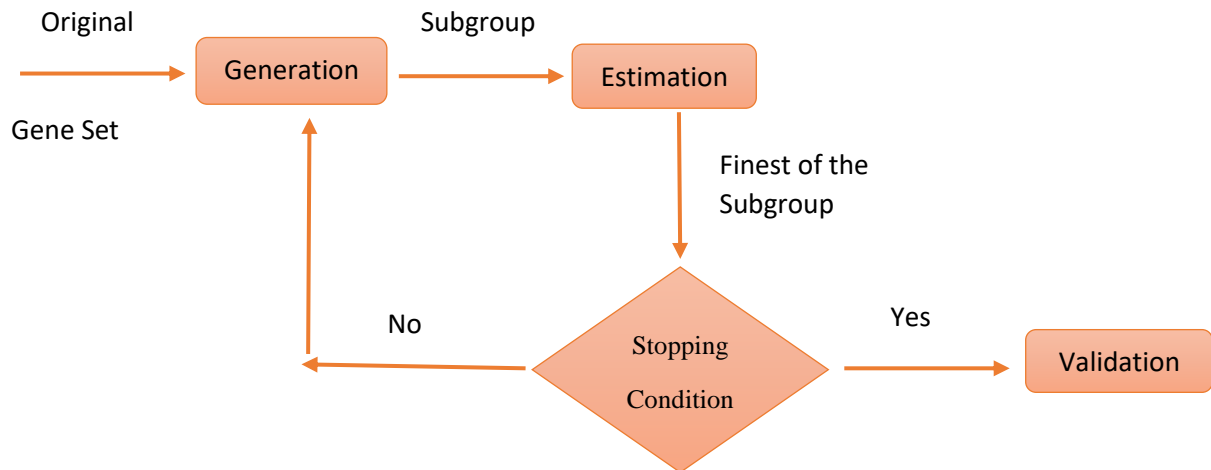 Original
Gene Set
Generation
Subgroup
Estimation
Finest of the
Subgroup
Stopping
Condition
No
Yes
Validation